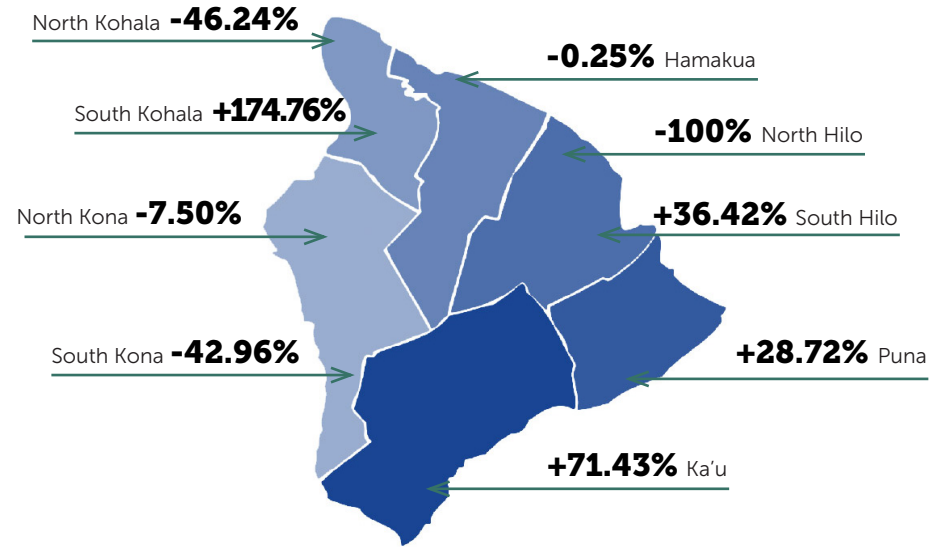 North Kohala -46.24%
-0.25% Hamakua
South Kohala +174.76%
-100% North Hilo
North Kona -7.50%
+36.42% South Hilo
South Kona -42.96%
+28.72% Puna
+71.43% Ka’u